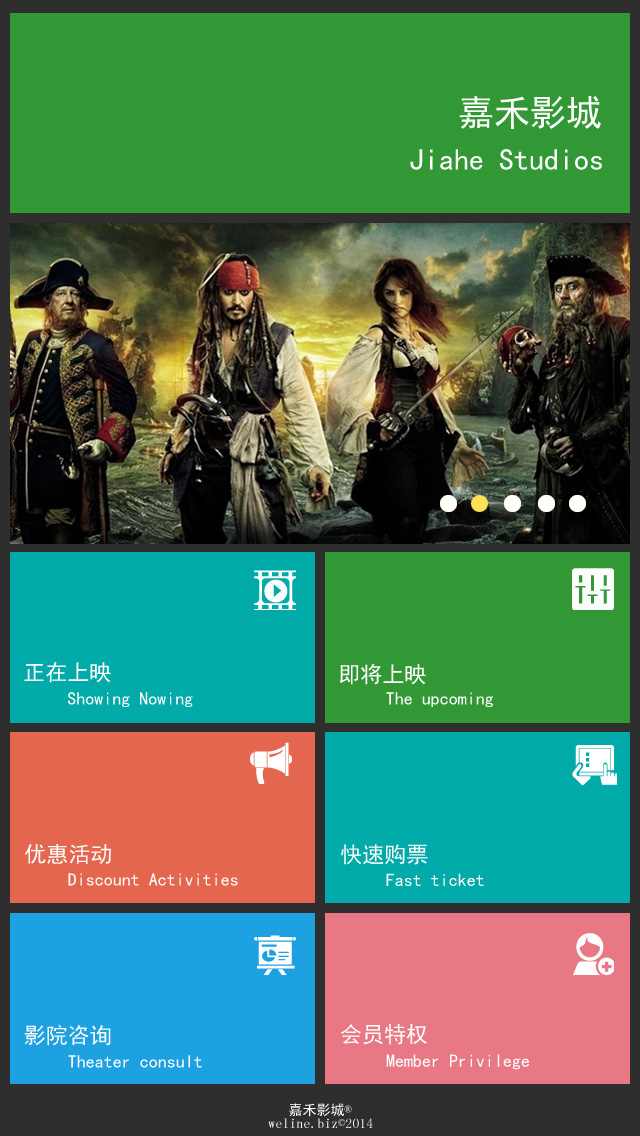 嘉禾影城
Jiahe Studios
正在上映
Showing Nowing
即将上映
The upcoming
优惠活动
Discount Activities
快速购票
Fast ticket
影院咨询
Theater consult
会员特权
Member Privilege
嘉禾影城®
weline.biz©2014